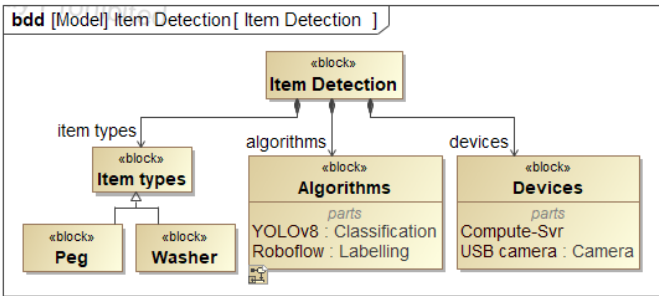 bdd [Model] Item Detection [ Item Detection ]
«block»
Item Detection
item types
algorithms
devices
«block»
Item types
«block»
Algorithms
parts
YOLOv8 : Classification
Roboflow : Labelling
«block»
Devices
parts
Compute-Svr
USB camera : Camera
«block»
Peg
«block»
Washer